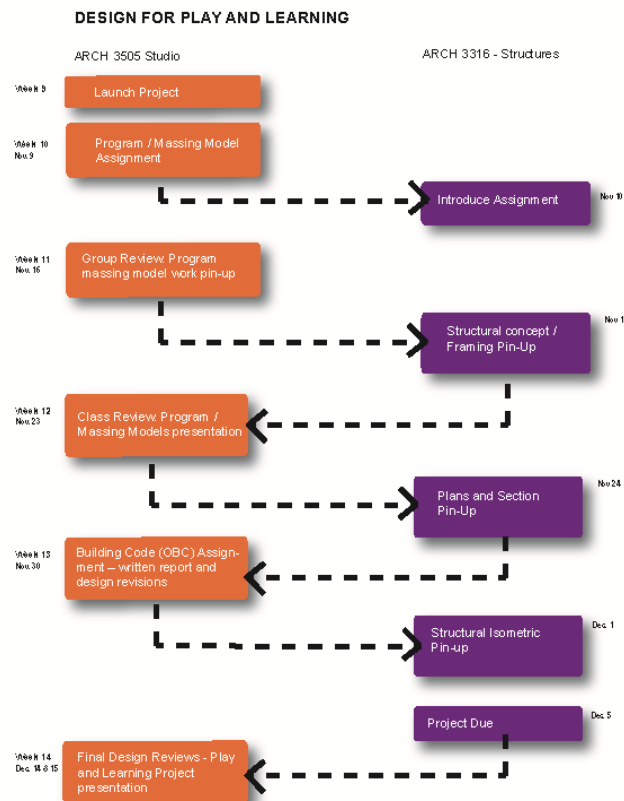 DESIGN FOR PLAY AND LEARNING
ARCH 3505 Studio
ARCH 3316 - Structures
Week 9
Launch Project
Week 10
Nov. 9
Program / Massing Model
Assignment
Introduce Assignment
Nov 10
Week 11
Nov. 16
Group Review: Program
massing model work pin-up
Structural concept /
Framing Pin-Up
Nov 1
Week 12
Nov. 23
Class Review: Program /
Massing Models presentation
Plans and Section
Pin-Up
Nov 24
Week 13
Nov. 30
Building Code (OBC) Assign-
ment – written report and
design revisions
Structural Isometric
Pin-up
Dec. 1
Project Due
Dec. 5
Week 14
Dec. 14 & 15
Final Design Reviews - Play
and Learning Project
presentation